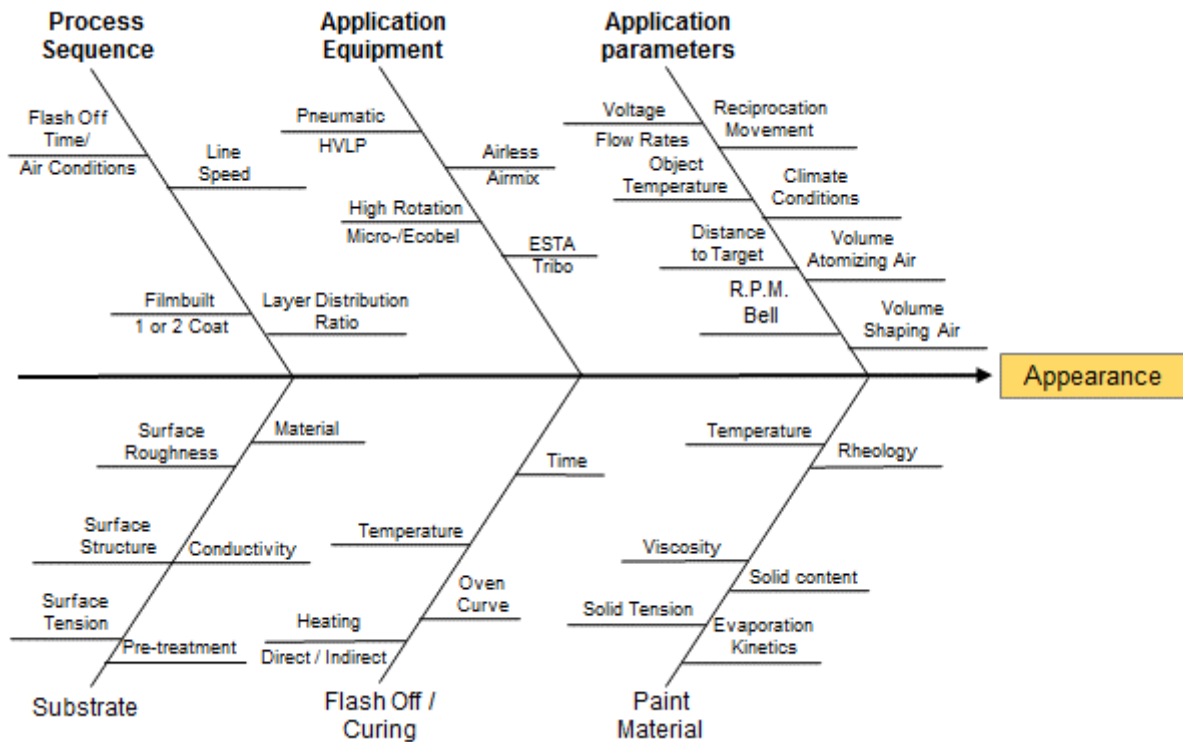 Process
Sequence
Application
Equipment
Application
parameters
Flash Off
Time/
Air Conditions
Line
Speed
Filmbuilt
1 or 2 Coat
Layer Distribution
Ratio
Pneumatic
HVLP
Airless
Airmix
High Rotation
Micro-/Ecobel
ESTA
Tribo
Voltage
Flow Rates
Reciprocation
Movement
Object
Temperature
Climate
Conditions
Distance
to Target
Volume
Atomizing Air
R.P.M.
Bell
Volume
Shaping Air
Appearance
Surface
Roughness
Material
Surface
Structure
Conductivity
Surface
Tension
Pre-treatment
Substrate
Time
Temperature
Oven
Curve
Heating
Direct / Indirect
Flash Off /
Curing
Temperature
Rheology
Viscosity
Solid content
Solid Tension
Evaporation
Kinetics
Paint
Material